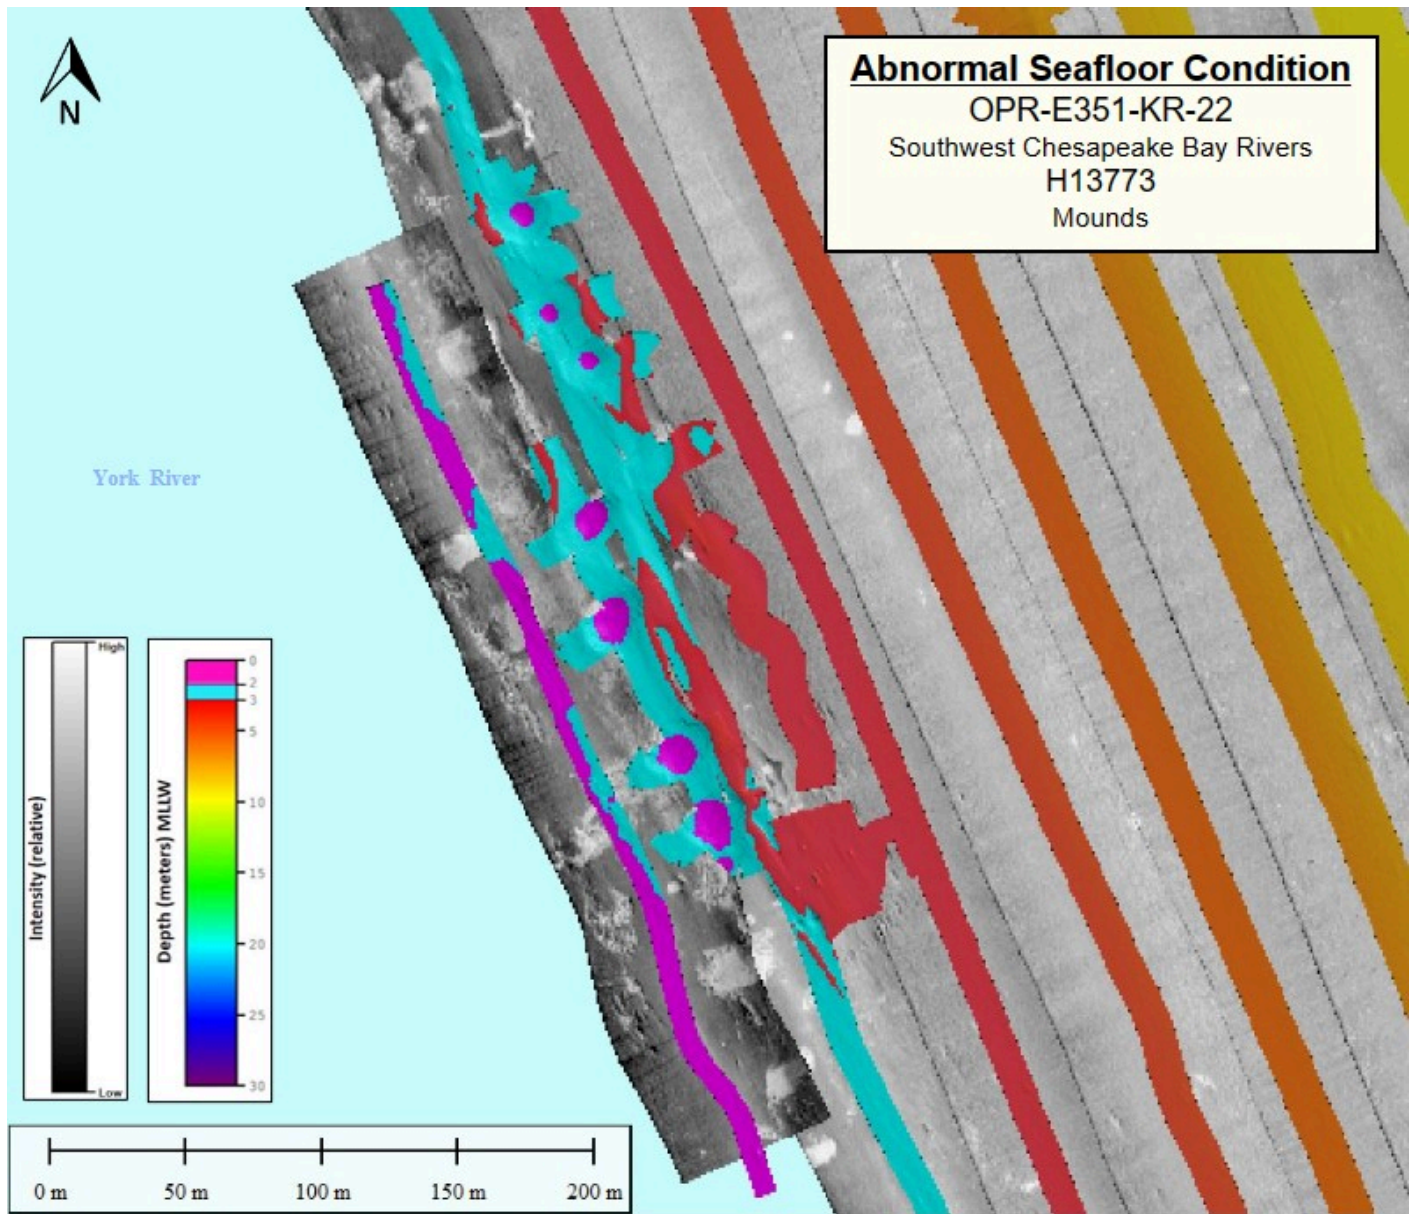 N
Abnormal Seafloor Condition
OPR-E351-KR-22
Southwest Chesapeake Bay Rivers
H13773
Mounds
York River
High
Intensity (relative)
Low
Depth (meters) MLLW
0
2
3
5
10
15
20
25
30
0 m
50 m
100 m
150 m
200 m